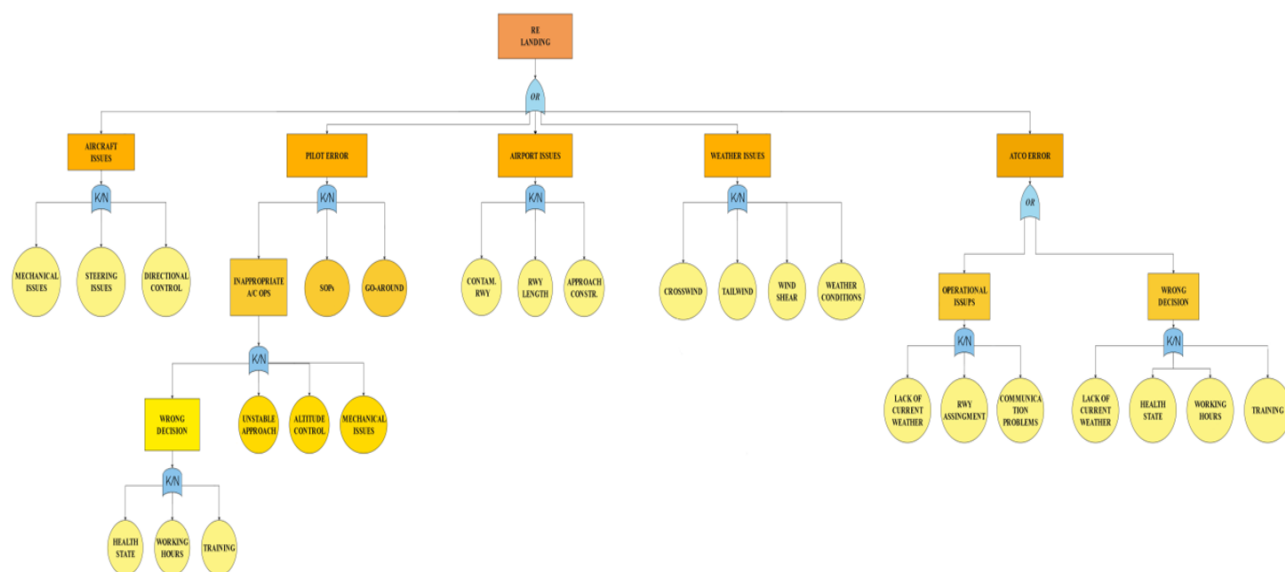 RE
LANDING
OR
AIRCRAFT
ISSUES
PILOT ERROR
AIRPORT ISSUES
WEATHER ISSUES
ATCO ERROR
K/N
K/N
K/N
K/N
OR
MECHANICAL
ISSUES
STEERING
ISSUES
DIRECTIONAL
CONTROL
INAPPROPRIATE
A/C OPS
SOPs
GO-AROUND
CONTAM.
RWY
RWY
LENGTH
APPROACH
CONSTR.
CROSSWIND
TAILWIND
WIND
SHEAR
WEATHER
CONDITIONS
OPERATIONAL
ISSUPS
WRONG
DECISION
K/N
K/N
K/N
WRONG
DECISION
UNSTABLE
APPROACH
ALTITUDE
CONTROL
MECHANICAL
ISSUES
LACK OF
CURRENT
WEATHER
RWY
ASSINGMENT
COMMUNICA
TION
PROBLEMS
LACK OF
CURRENT
WEATHER
HEALTH
STATE
WORKING
HOURS
TRAINING
K/N
HEALTH
STATE
WORKING
HOURS
TRAINING